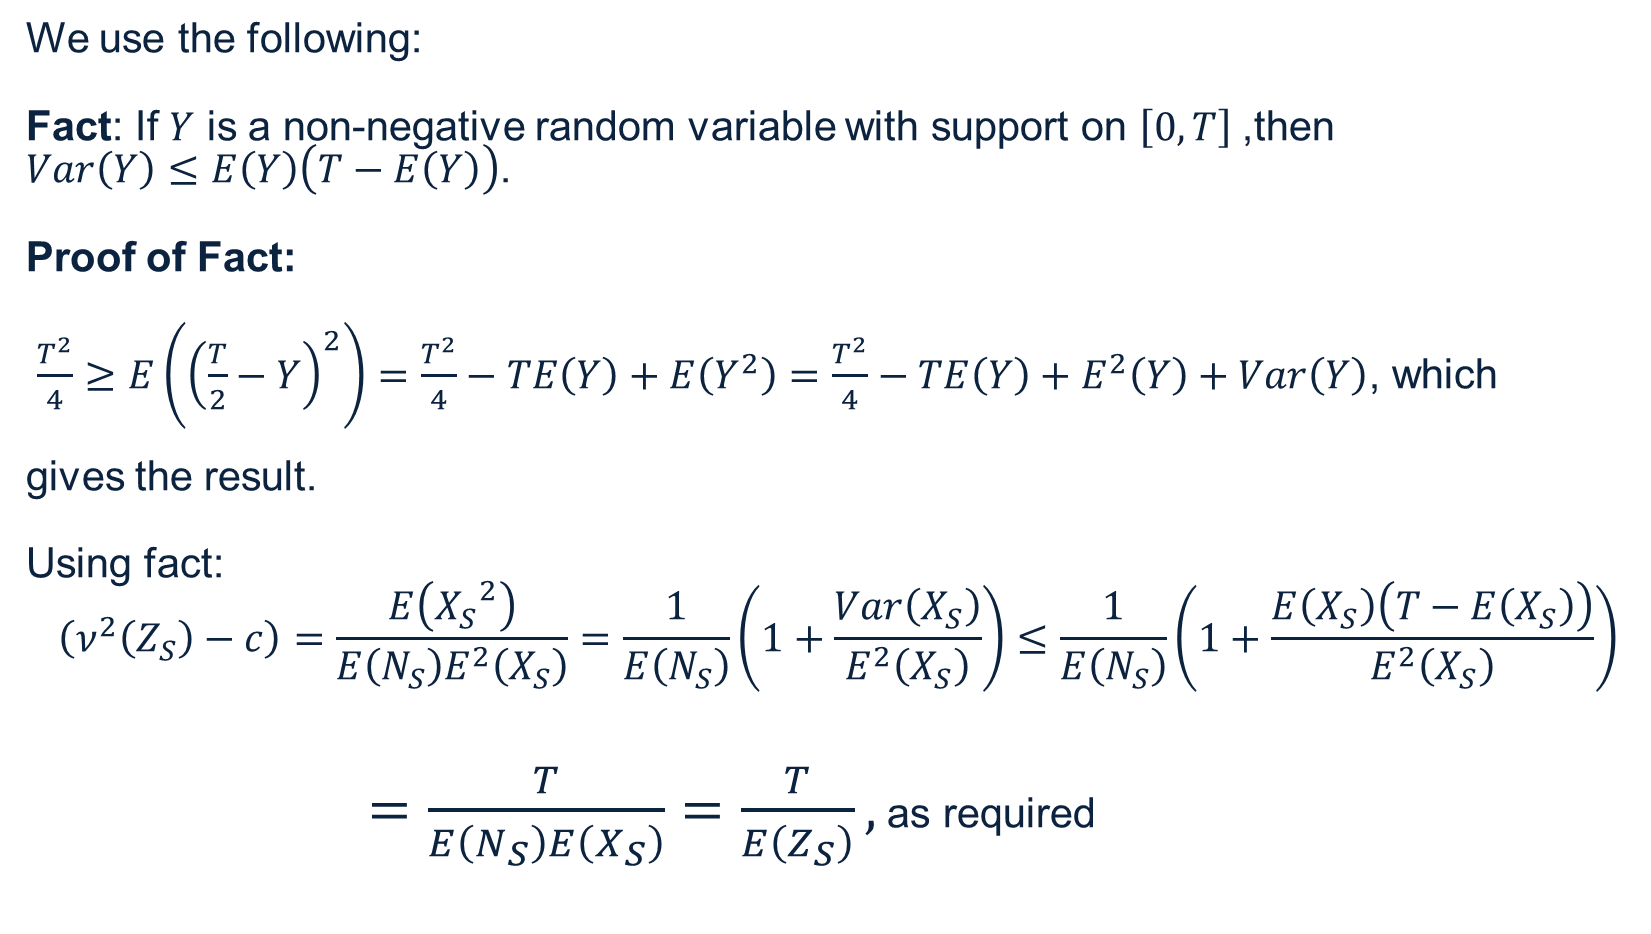 We use the following:
Fact: If Y is a non-negative random variable with support on [0, T] ,then
Var(Y) ≤ E(Y)(T − E(Y)).
Proof of Fact:
T²/4 ≥ E((T/2 − Y)²) = T²/4 − TE(Y) + E(Y²) = T²/4 − TE(Y) + E²(Y) + Var(Y), which
gives the result.
Using fact:
(ν²(Z_S) − c) = E(X_S²)/(E(N_S)E²(X_S)) = 1/E(N_S) (1 + Var(X_S)/E²(X_S)) ≤ 1/E(N_S) (1 + E(X_S)(T − E(X_S))/E²(X_S))
= T/(E(N_S)E(X_S)) = T/E(Z_S), as required